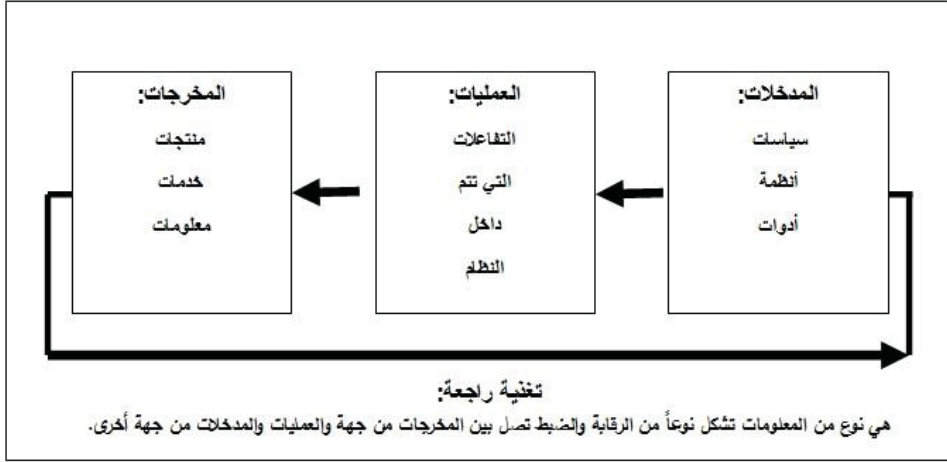 المدخلات:
سياسات
أنظمة
أدوات
العمليات:
التفاعلات
التي تتم
داخل
النظام
المخرجات:
منتجات
خدمات
معلومات
تغذية راجعة:
هي نوع من المعلومات تشكل نوعاً من الرقابة والضبط تصل بين المخرجات من جهة والعمليات والمدخلات من جهة أخرى.